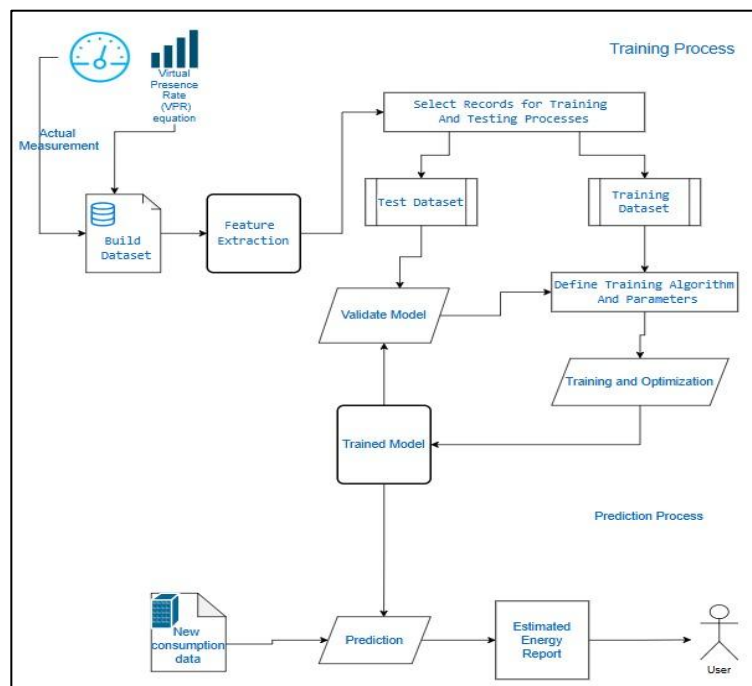 Training Process
Virtual
Presence
Rate
(VPR)
equation
Actual
Measurement
Select Records for Training
And Testing Processes
Test Dataset
Training
Dataset
Build
Dataset
Feature
Extraction
Define Training Algorithm
And Parameters
Validate Model
Training and Optimization
Trained Model
Prediction Process
New
consumption
data
Prediction
Estimated
Energy
Report
User